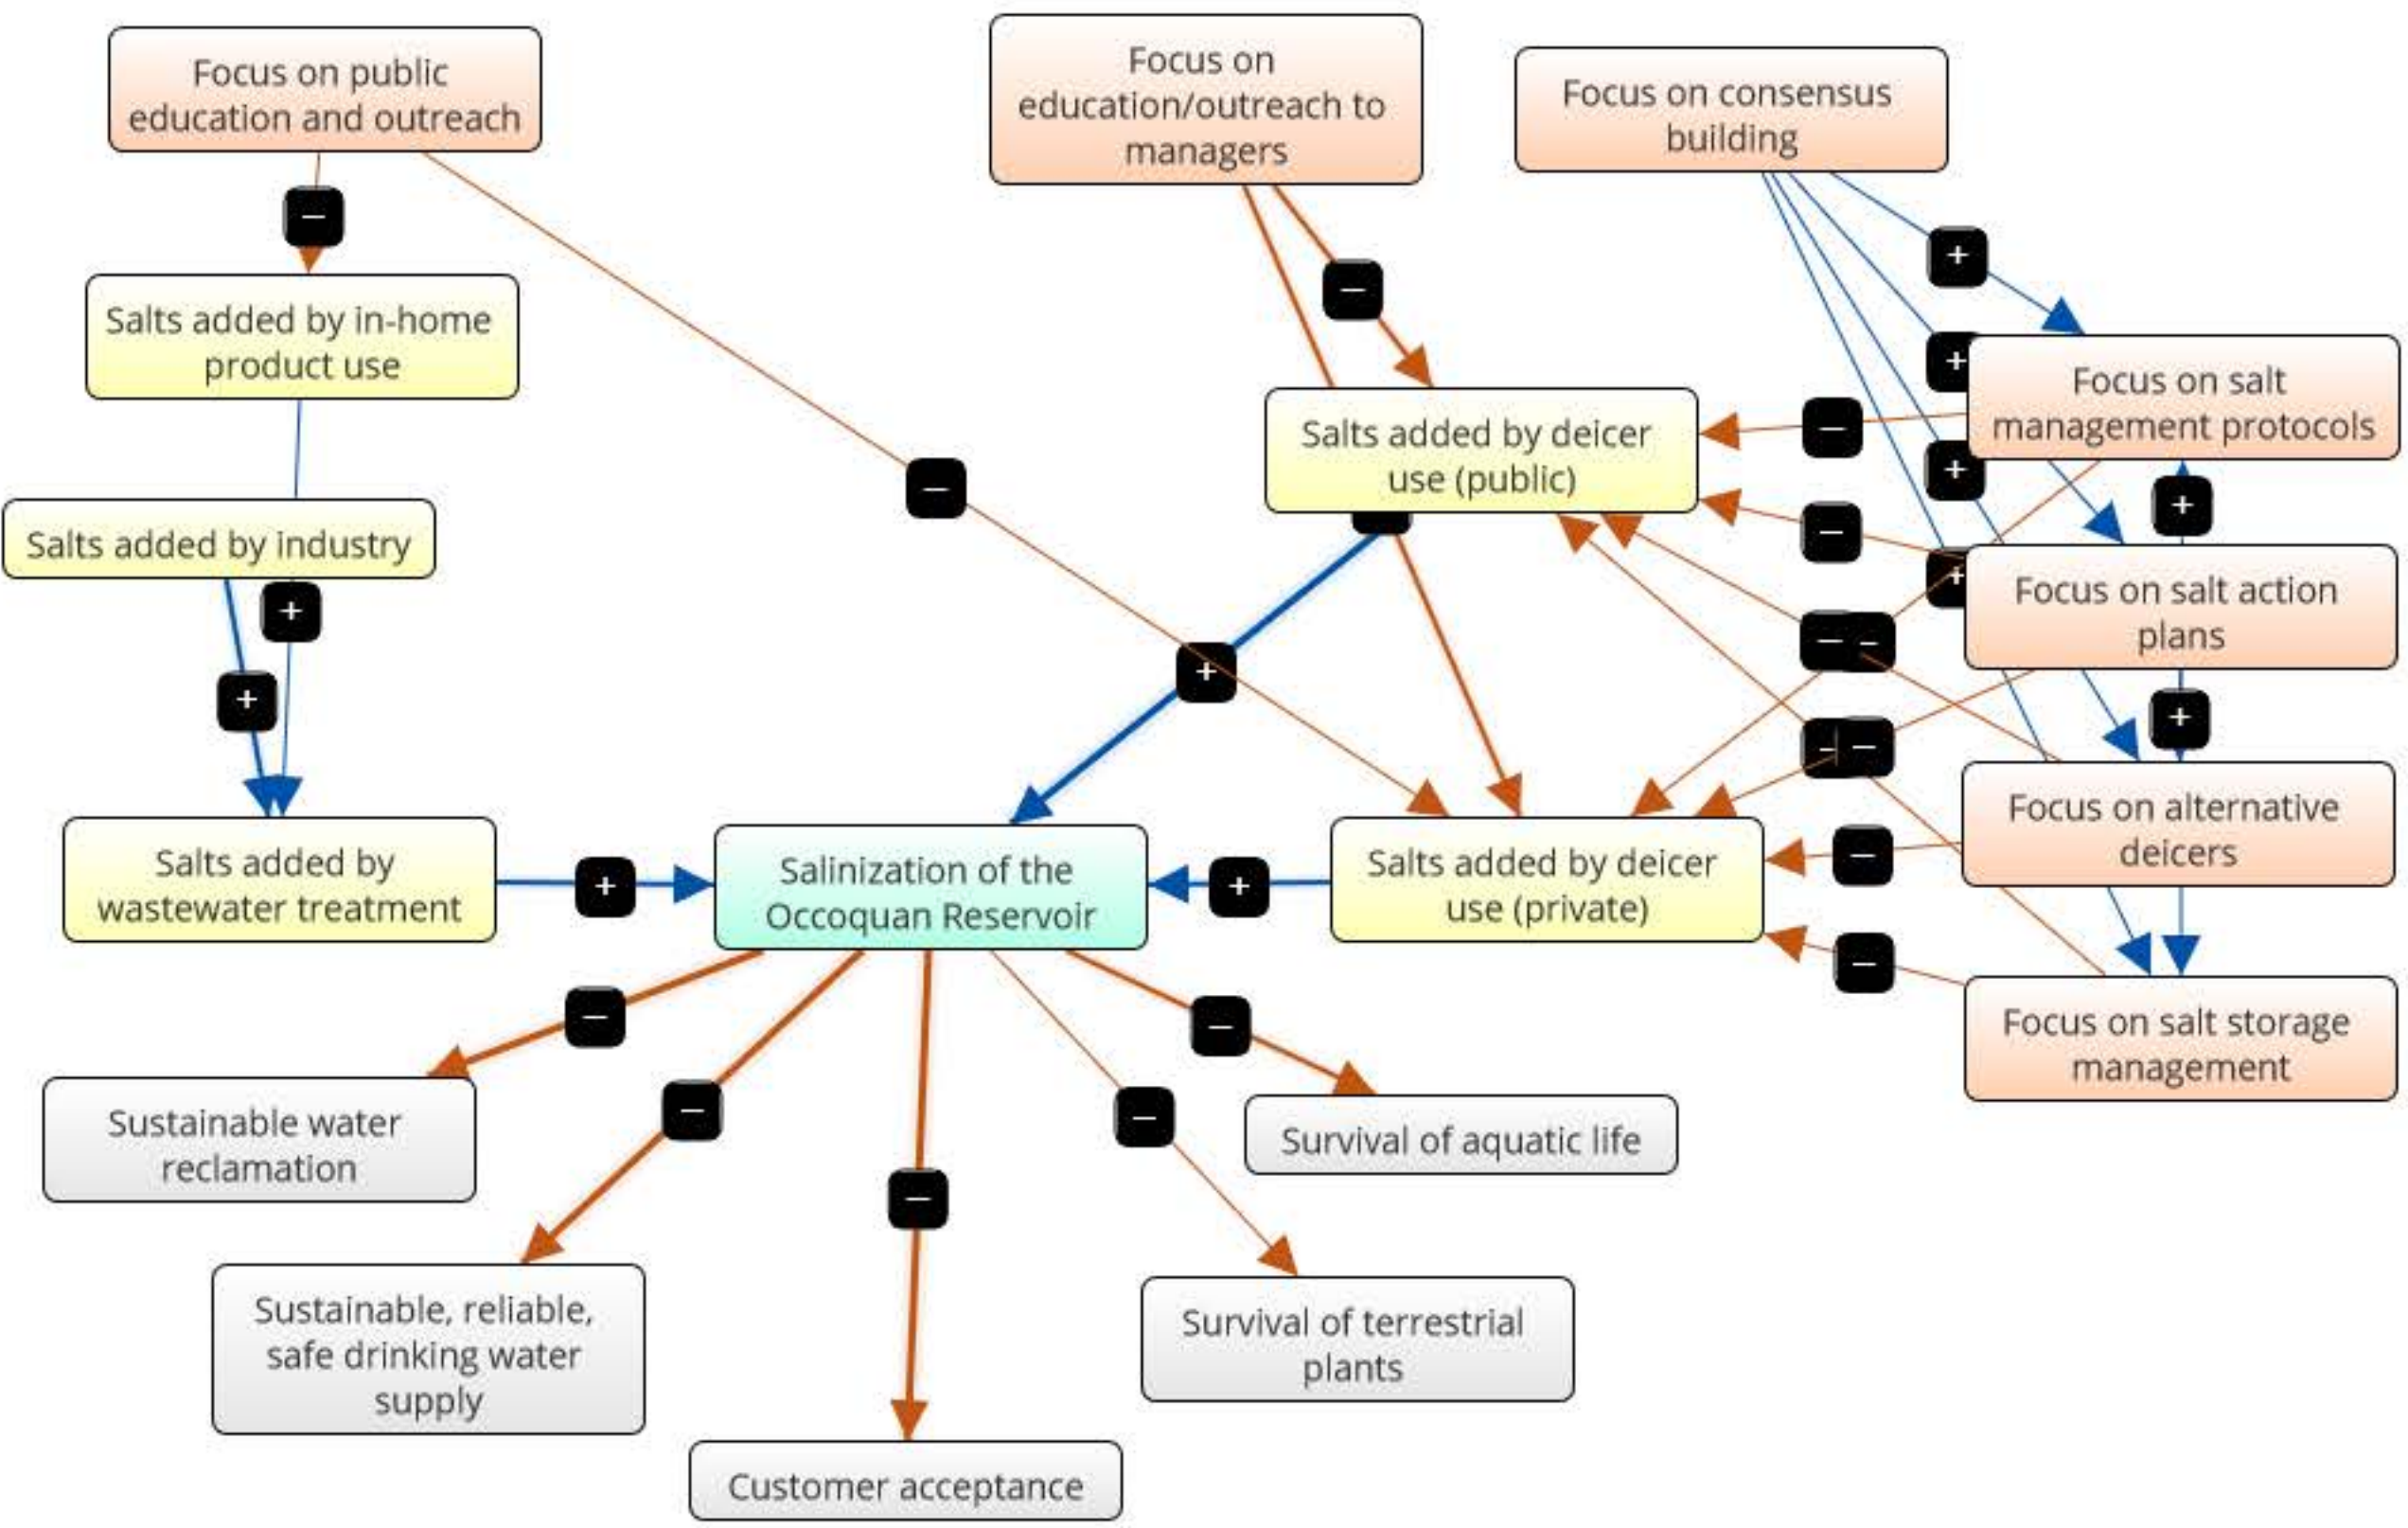 Focus on public
education and outreach
Focus on
education/outreach to
managers
Focus on consensus
building
−
+
Salts added by in-home
product use
−
+
Focus on salt
management protocols
Salts added by deicer
use (public)
−
+
−
+
−
Salts added by industry
+
Focus on salt action
plans
+
−
−
+
+
+
−
−
Salts added by
wastewater treatment
+
Salinization of the
Occoquan Reservoir
+
Salts added by deicer
use (private)
−
Focus on alternative
deicers
−
Focus on salt storage
management
−
−
−
−
−
Sustainable water
reclamation
Survival of aquatic life
Sustainable, reliable,
safe drinking water
supply
Survival of terrestrial
plants
Customer acceptance